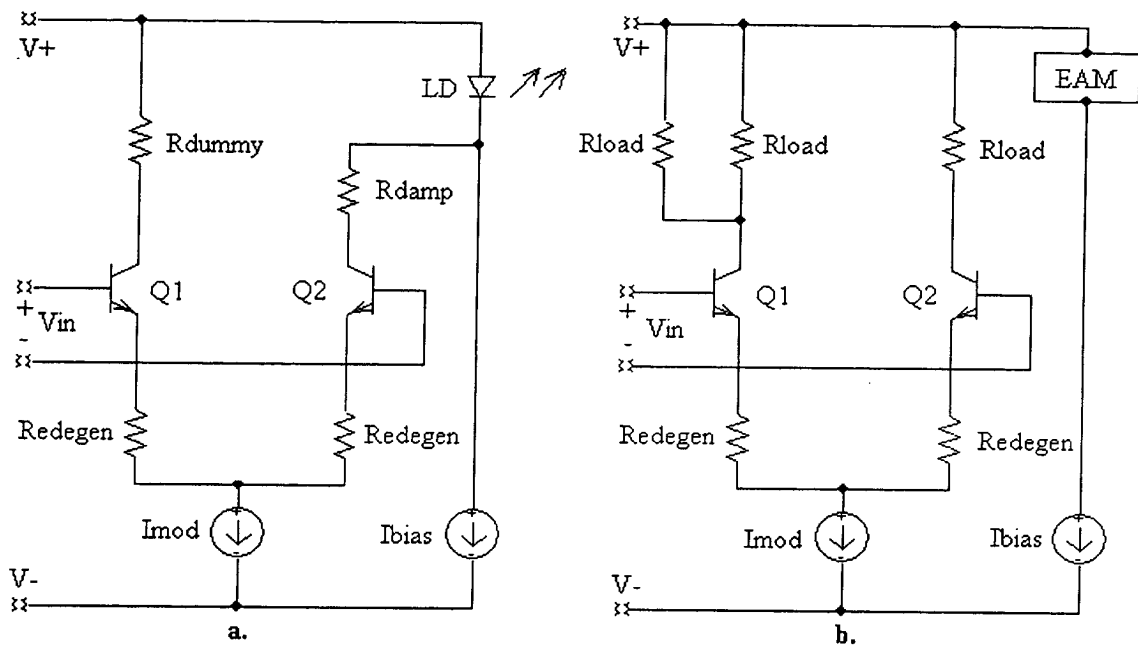 V+
LD
Rdummy
Rdamp
Q1
Q2
+
Vin
-
Redegen
Redegen
+
Imod
-
+
Ibias
-
V-
a.
V+
EAM
Rload
Rload
Rload
Q1
Q2
+
Vin
-
Redegen
Redegen
+
Imod
-
+
Ibias
-
V-
b.